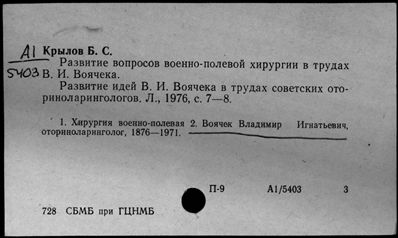 А1 Крылов Б. С.
Развитие вопросов военно-полевой хирургии в трудах
5403 В. И. Воячека.
Развитие идей В. И. Воячека в трудах советских ото-
риноларингологов. Л., 1976, с. 7—8.
1. Хирургия военно-полевая 2. Воячек Владимир Игнатьевич,
оториноларинголог, 1876—1971.
П-9 А1/5403 3
728 СБМБ при ГЦНМБ